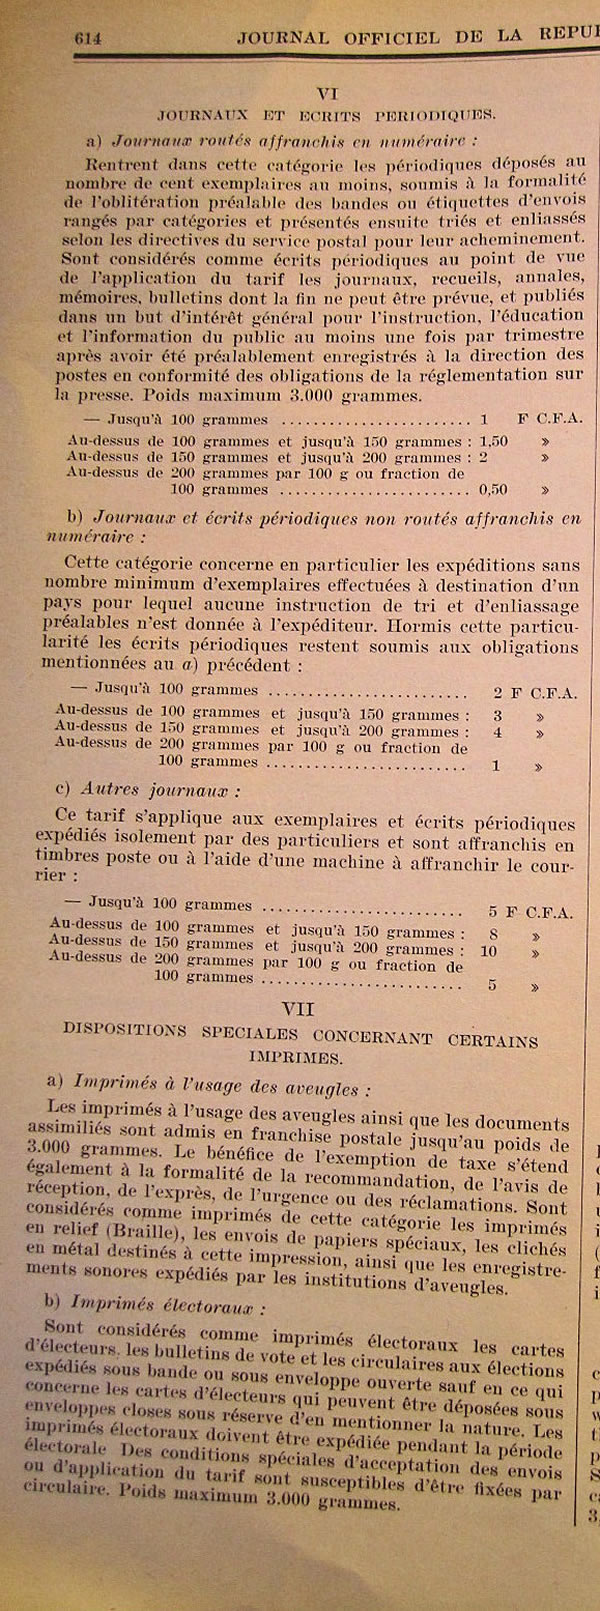 614 JOURNAL OFFICIEL DE LA REPU
VI
JOURNAUX ET ECRITS PERIODIQUES.
a) Journaux routés affranchis en numéraire :
Rentrent dans cette catégorie les périodiques déposés au
nombre de cent exemplaires au moins, soumis à la formalité
de l'oblitération préalable des bandes ou étiquettes d'envois
rangés par catégories et présentés ensuite triés et enliassés
selon les directives du service postal pour leur acheminement.
Sont considérés comme écrits périodiques au point de vue
de l'application du tarif les journaux, recueils, annales,
mémoires, bulletins dont la fin ne peut être prévue, et publiés
dans un but d'intérêt général pour l'instruction, l'éducation
et l'information du public au moins une fois par trimestre
après avoir été préalablement enregistrés à la direction des
postes en conformité des obligations de la réglementation sur
la presse. Poids maximum 3.000 grammes.
— Jusqu'à 100 grammes ........................ 1 F C.F.A.
Au-dessus de 100 grammes et jusqu'à 150 grammes : 1,50 »
Au-dessus de 150 grammes et jusqu'à 200 grammes : 2 »
Au-dessus de 200 grammes par 100 g ou fraction de
100 grammes ........................ 0,50 »
b) Journaux et écrits périodiques non routés affranchis en
numéraire :
Cette catégorie concerne en particulier les expéditions sans
nombre minimum d'exemplaires effectuées à destination d'un
pays pour lequel aucune instruction de tri et d'enliassage
préalables n'est donnée à l'expéditeur. Hormis cette particu-
larité les écrits périodiques restent soumis aux obligations
mentionnées au a) précédent :
— Jusqu'à 100 grammes ......................... 2 F C.F.A.
Au-dessus de 100 grammes et jusqu'à 150 grammes : 3 »
Au-dessus de 150 grammes et jusqu'à 200 grammes : 4 »
Au-dessus de 200 grammes par 100 g ou fraction de
100 grammes ......................... 1 »
c) Autres journaux :
Ce tarif s'applique aux exemplaires et écrits périodiques
expédiés isolement par des particuliers et sont affranchis en
timbres poste ou à l'aide d'une machine à affranchir le cour-
rier :
— Jusqu'à 100 grammes ......................... 5 F C.F.A.
Au-dessus de 100 grammes et jusqu'à 150 grammes : 8 »
Au-dessus de 150 grammes et jusqu'à 200 grammes : 10 »
Au-dessus de 200 grammes par 100 g ou fraction de
100 grammes ......................... 5 »
VII
DISPOSITIONS SPECIALES CONCERNANT CERTAINS
IMPRIMES.
a) Imprimés à l'usage des aveugles :
Les imprimés à l'usage des aveugles ainsi que les documents
assimiliés sont admis en franchise postale jusqu'au poids de
3.000 grammes. Le bénéfice de l'exemption de taxe s'étend
également à la formalité de la recommandation, de l'avis de
réception, de l'exprès, de l'urgence ou des réclamations. Sont
considérés comme imprimés de cette catégorie les imprimés
en relief (Braille), les envois de papiers spéciaux, les clichés
en métal destinés à cette impression, ainsi que les enregistre-
ments sonores expédiés par les institutions d'aveugles.
b) Imprimés électoraux :
Sont considérés comme imprimés électoraux les cartes
d'électeurs, les bulletins de vote et les circulaires aux élections
expédiés sous bande ou sous enveloppe ouverte sauf en ce qui
concerne les cartes d'électeurs qui peuvent être déposées sous
enveloppes closes sous réserve d'en mentionner la nature. Les
imprimés électoraux doivent être expédiée pendant la période
électorale Des conditions spéciales d'acceptation des envois
ou d'application du tarif sont susceptibles d'être fixées par
circulaire. Poids maximum 3.000 grammes.